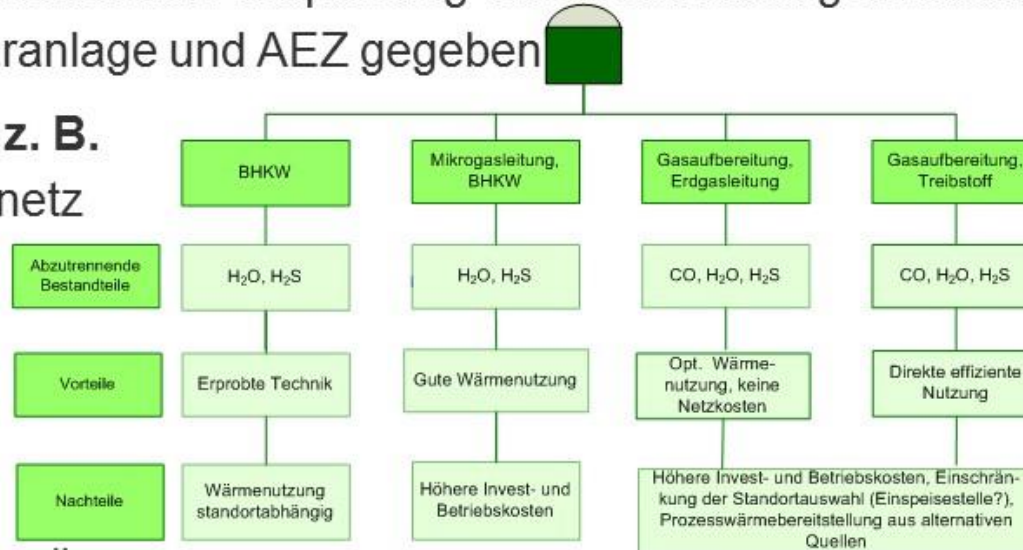 ranlage und AEZ gegeben
z. B.
netz
BHKW
Mikrogasleitung,
BHKW
Gasaufbereitung,
Erdgasleitung
Gasaufbereitung,
Treibstoff
Abzutrennende
Bestandteile
H₂O, H₂S
H₂O, H₂S
CO, H₂O, H₂S
CO, H₂O, H₂S
Vorteile
Erprobte Technik
Gute Wärmenutzung
Opt. Wärme-
nutzung, keine
Netzkosten
Direkte effiziente
Nutzung
Nachteile
Wärmenutzung
standortabhängig
Höhere Invest- und
Betriebskosten
Höhere Invest- und Betriebskosten, Einschrän-
kung der Standortauswahl (Einspeisestelle?),
Prozesswärmebereitstellung aus alternativen
Quellen